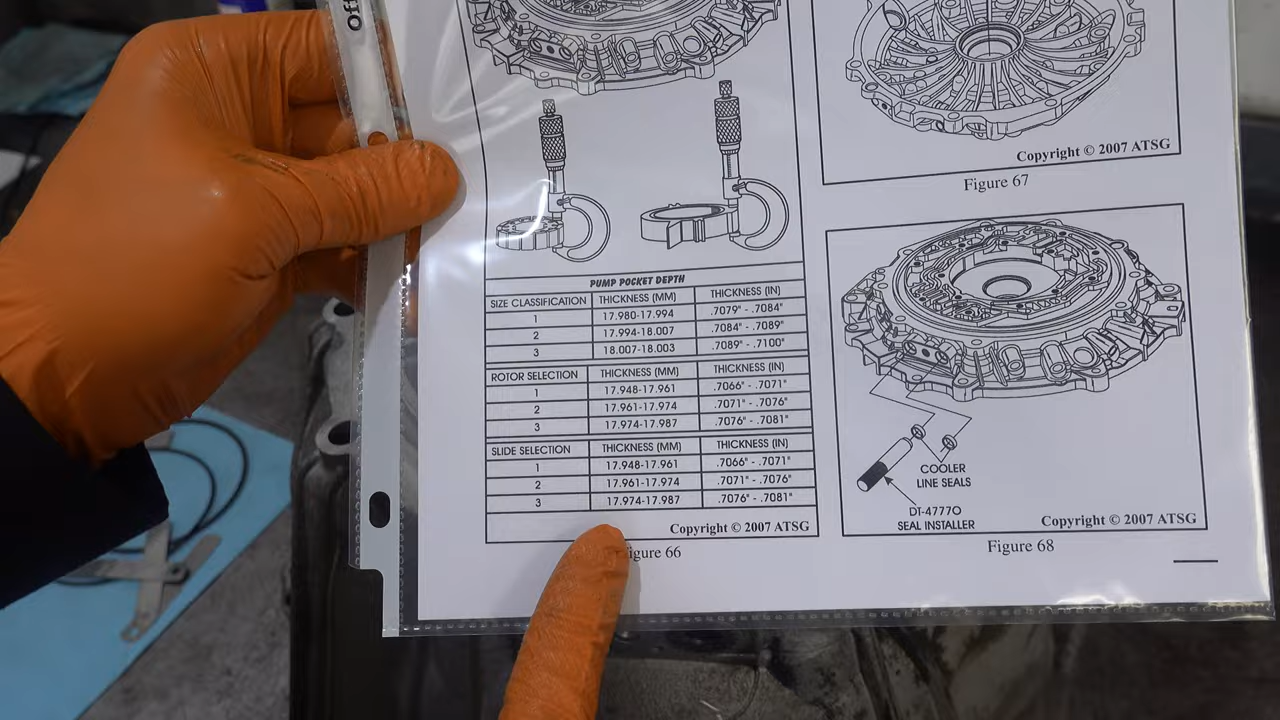 Of
PUMP POCKET DEPTH
SIZE CLASSIFICATION THICKNESS (MM) THICKNESS (IN)
1 17.980-17.994 .7079" - .7084"
2 17.994-18.007 .7084" - .7089"
3 18.007-18.003 .7089" - .7100"
ROTOR SELECTION THICKNESS (MM) THICKNESS (IN)
1 17.948-17.961 .7066" - .7071"
2 17.961-17.974 .7071" - .7076"
3 17.974-17.987 .7076" - .7081"
SLIDE SELECTION THICKNESS (MM) THICKNESS (IN)
1 17.948-17.961 .7066" - .7071"
2 17.961-17.974 .7071" - .7076"
3 17.974-17.987 .7076" - .7081"
Copyright © 2007 ATSG
igure 66
Copyright © 2007 ATSG
Figure 67
COOLER
LINE SEALS
DT-47770
SEAL INSTALLER
Copyright © 2007 ATSG
Figure 68